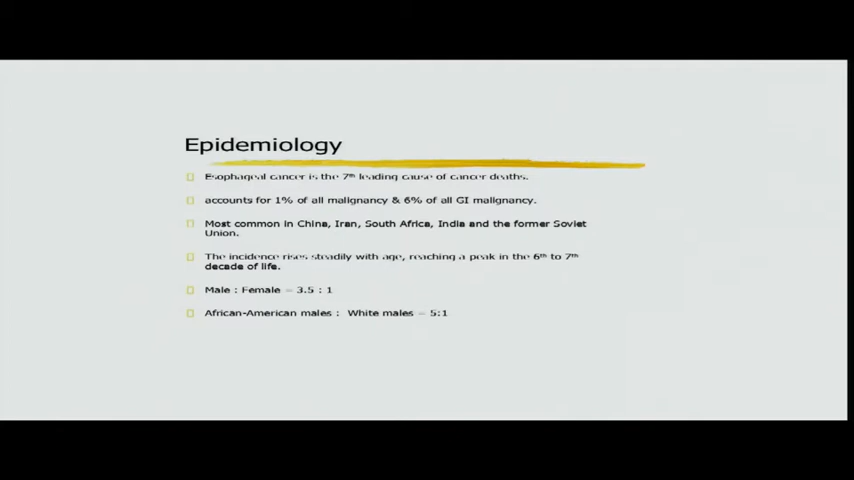 Epidemiology
Esophageal cancer is the 7th leading cause of cancer deaths.
accounts for 1% of all malignancy & 6% of all GI malignancy.
Most common in China, Iran, South Africa, India and the former Soviet
Union.
The incidence rises steadily with age, reaching a peak in the 6th to 7th
decade of life.
Male : Female = 3.5 : 1
African-American males : White males = 5:1